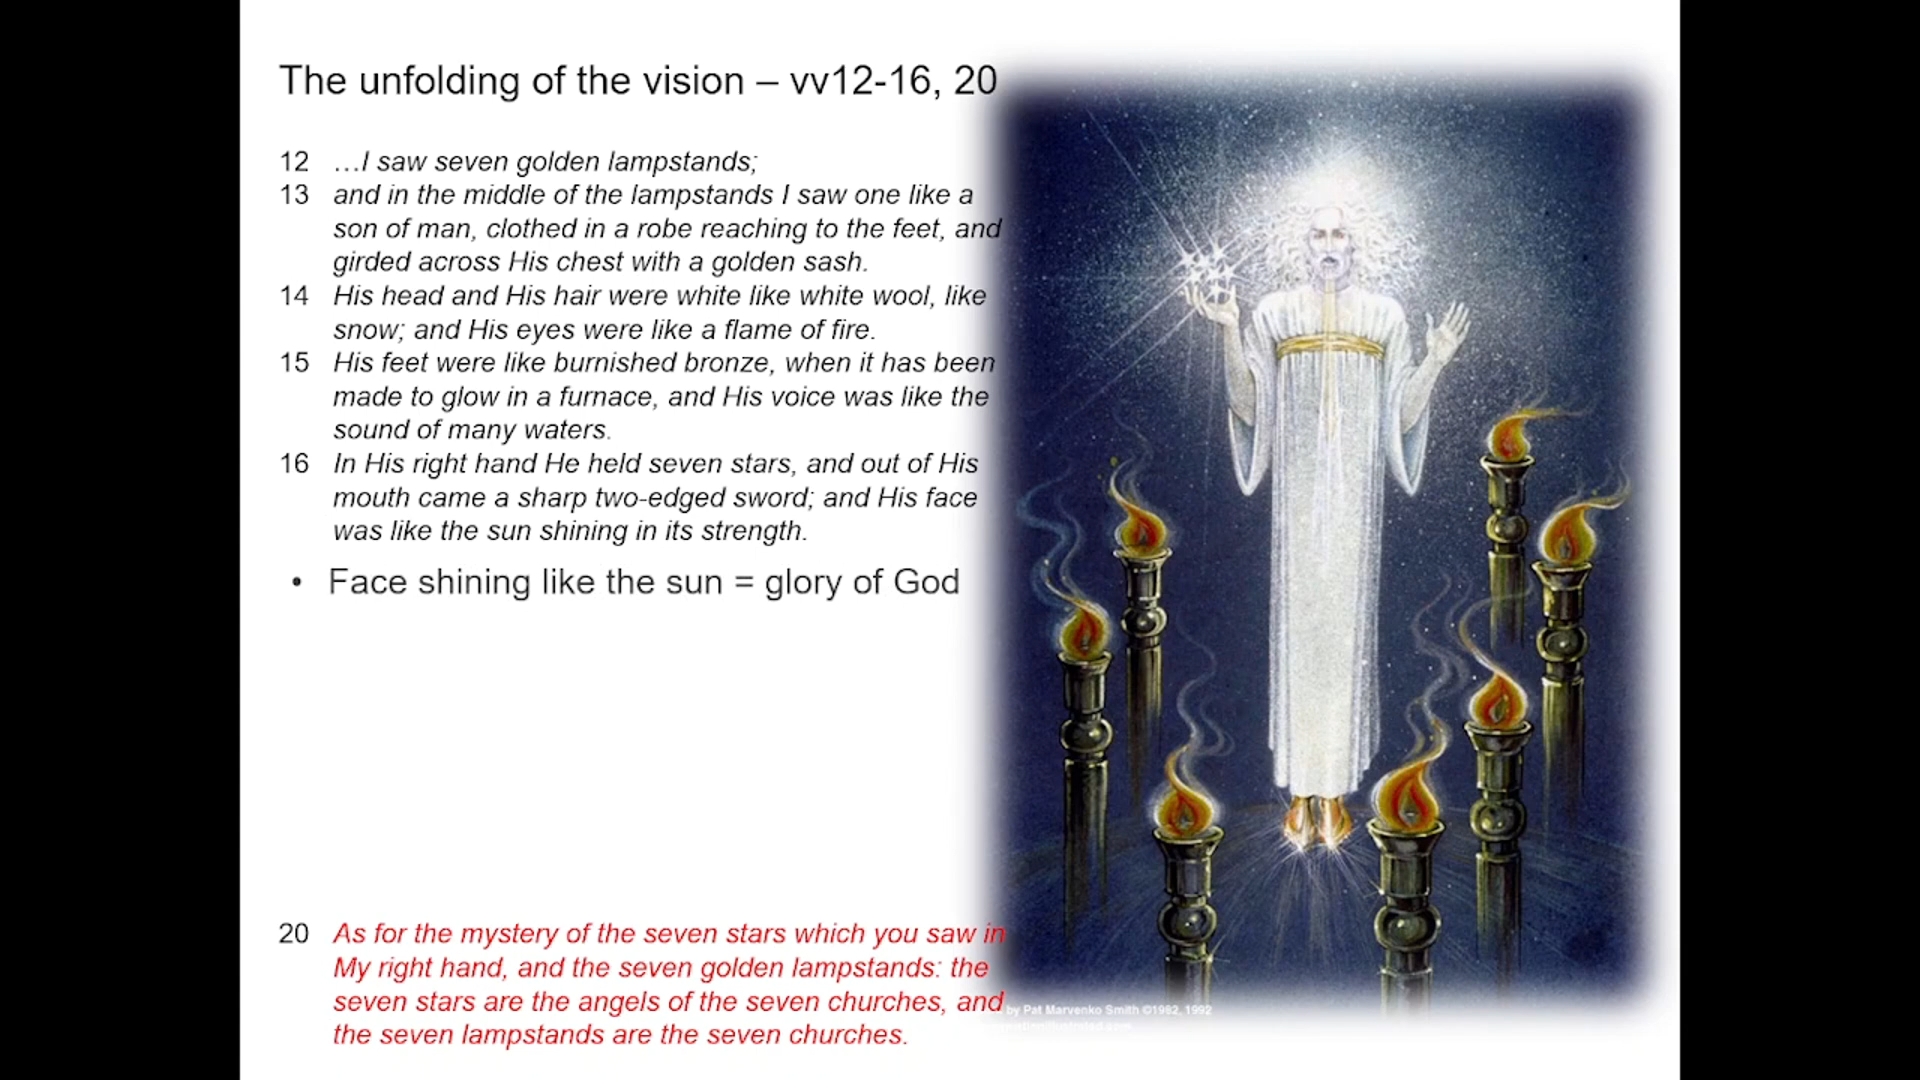 The unfolding of the vision – vv12-16, 20
12 …I saw seven golden lampstands;
13 and in the middle of the lampstands I saw one like a
son of man, clothed in a robe reaching to the feet, and
girded across His chest with a golden sash.
14 His head and His hair were white like white wool, like
snow; and His eyes were like a flame of fire.
15 His feet were like burnished bronze, when it has been
made to glow in a furnace, and His voice was like the
sound of many waters.
16 In His right hand He held seven stars, and out of His
mouth came a sharp two-edged sword; and His face
was like the sun shining in its strength.
• Face shining like the sun = glory of God
20 As for the mystery of the seven stars which you saw in
My right hand, and the seven golden lampstands: the
seven stars are the angels of the seven churches, and
the seven lampstands are the seven churches.
by Pat Marvenko Smith ©1982, 1992